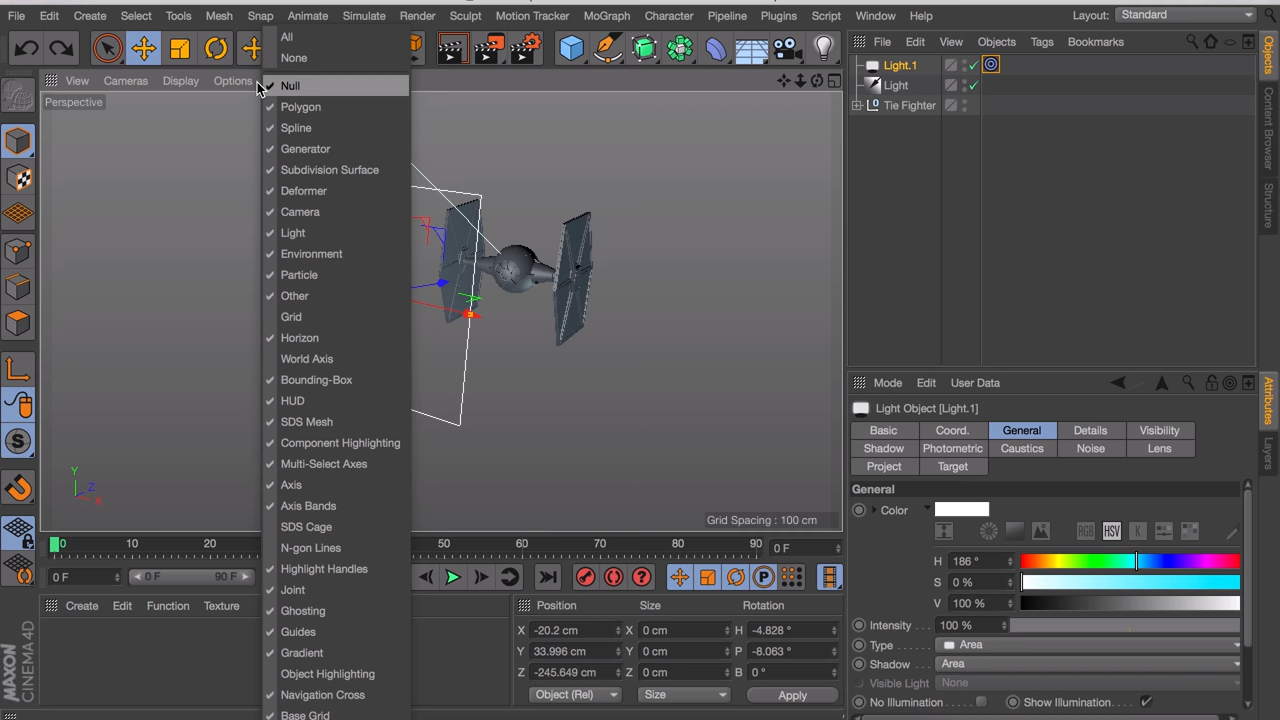 File Edit Create Select Tools Mesh Snap Animate Simulate Render Sculpt Motion Tracker MoGraph Character Pipeline Plugins Script Window Help Layout: Standard
File Edit View Objects Tags Bookmarks
View Cameras Display Options
Perspective
All
None
Null
Polygon
Spline
Generator
Subdivision Surface
Deformer
Camera
Light
Environment
Particle
Other
Grid
Horizon
World Axis
Bounding-Box
HUD
SDS Mesh
Component Highlighting
Multi-Select Axes
Axis
Axis Bands
SDS Cage
N-gon Lines
Highlight Handles
Joint
Ghosting
Guides
Gradient
Object Highlighting
Navigation Cross
Base Grid
Light.1
Light
Tie Fighter
Objects
Content Browser
Structure
Y
Z
X
Grid Spacing : 100 cm
0 10 20 50 60 70 80 90 0 F
0 F 0 F 90 F
Create Edit Function Texture
Position Size Rotation
X -20.2 cm X 0 cm H -4.828 °
Y 33.996 cm Y 0 cm P -8.063 °
Z -245.649 cm Z 0 cm B 0 °
Object (Rel) Size Apply
MAXON
CINEMA 4D
Mode Edit User Data
Light Object [Light.1]
Basic Coord. General Details Visibility
Shadow Photometric Caustics Noise Lens
Project Target
General
Color
RGB HSV K
H 186 °
S 0 %
V 100 %
Intensity . . . 100 %
Type . . . . . . Area
Shadow . . . . Area
Visible Light None
No Illumination . Show Illumination.
Attributes
Layers